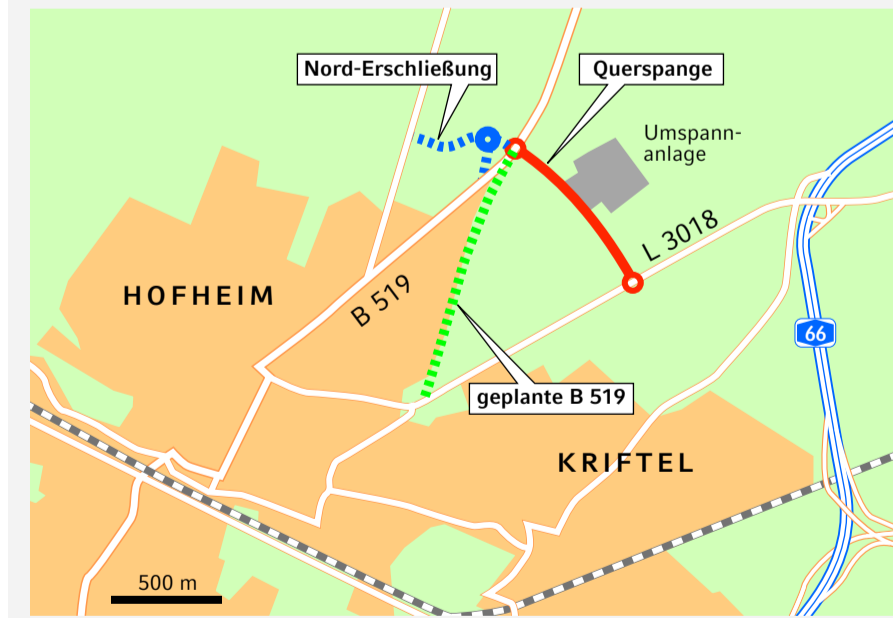 Nord-Erschließung
Querspange
Umspann-
anlage
L 3018
HOFHEIM
B 519
66
geplante B 519
KRIFTEL
500 m